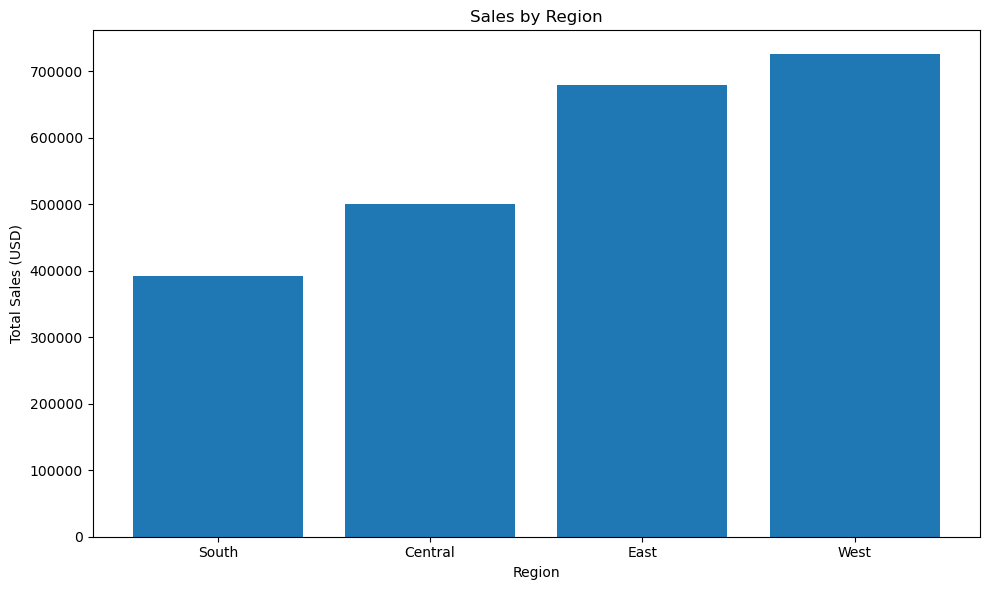 Sales by Region
Total Sales (USD)
700000
600000
500000
400000
300000
200000
100000
0
South Central East West
Region